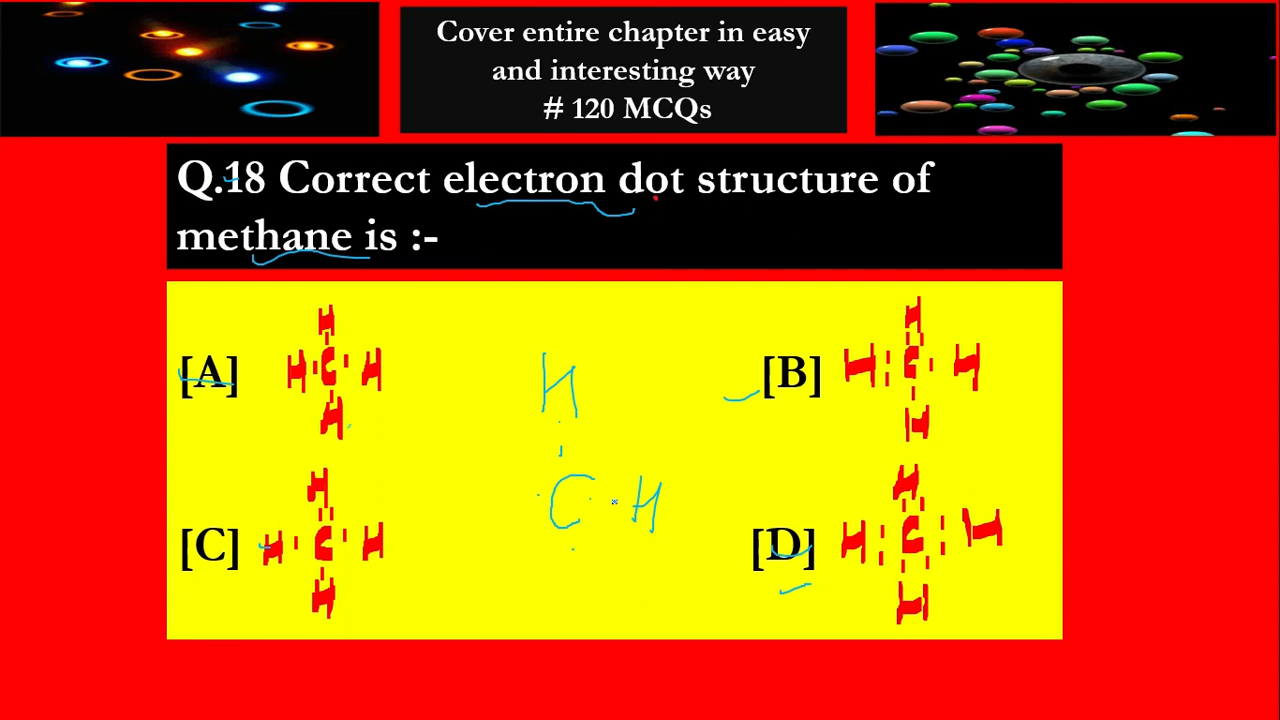 Cover entire chapter in easy
and interesting way
# 120 MCQs
Q.18 Correct electron dot structure of
methane is :-
[A]
H
H · C · H
H
[B]
H
H : C · H
H
H
C · H
[C]
H
H · C · H
H
[D]
H
H : C : H
H